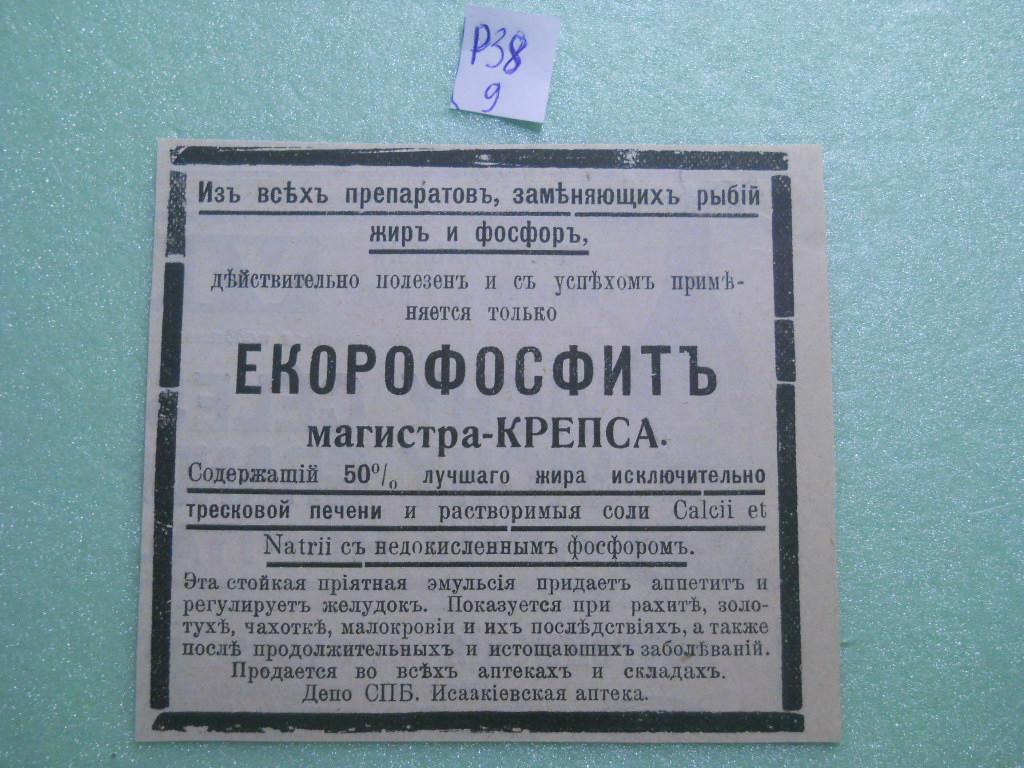 P38
9
Изъ всѣхъ препаратовъ, замѣняющихъ рыбій
жиръ и фосфоръ,
дѣйствительно полезенъ и съ успѣхомъ примѣ-
няется только
ЕКОРОФОСФИТЪ
магистра-КРЕПСА.
Содержащій 50% лучшаго жира исключительно
тресковой печени и растворимыя соли Calcii et
Natrii съ недокисленнымъ фосфоромъ.
Эта стойкая пріятная эмульсія придаетъ аппетитъ и
регулируетъ желудокъ. Показуется при рахитѣ, золо-
тухѣ, чахоткѣ, малокровіи и ихъ послѣдствіяхъ, а также
послѣ продолжительныхъ и истощающихъ заболѣваній.
Продается во всѣхъ аптекахъ и складахъ.
Депо СПБ. Исаакіевская аптека.